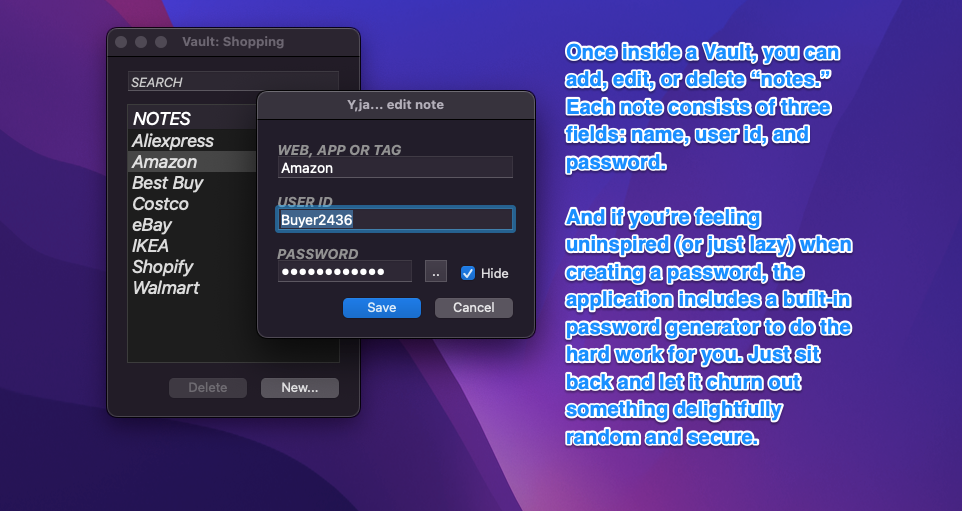 Vault: Shopping
SEARCH
NOTES
Aliexpress
Amazon
Best Buy
Costco
eBay
IKEA
Shopify
Walmart
Delete
New...
Y,ja... edit note
WEB, APP OR TAG
Amazon
USER ID
Buyer2436
PASSWORD
●●●●●●●●●●●●
..
Hide
Save
Cancel
Once inside a Vault, you can
add, edit, or delete “notes.”
Each note consists of three
fields: name, user id, and
password.
And if you’re feeling
uninspired (or just lazy) when
creating a password, the
application includes a built-in
password generator to do the
hard work for you. Just sit
back and let it churn out
something delightfully
random and secure.